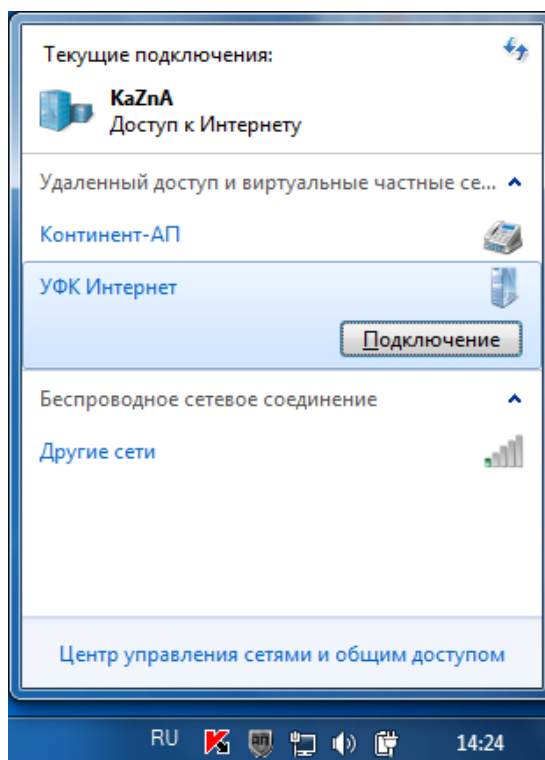 Текущие подключения:
KaZnA
Доступ к Интернету
Удаленный доступ и виртуальные частные се...
Континент-АП
УФК Интернет
Подключение
Беспроводное сетевое соединение
Другие сети
Центр управления сетями и общим доступом
RU АП 14:24